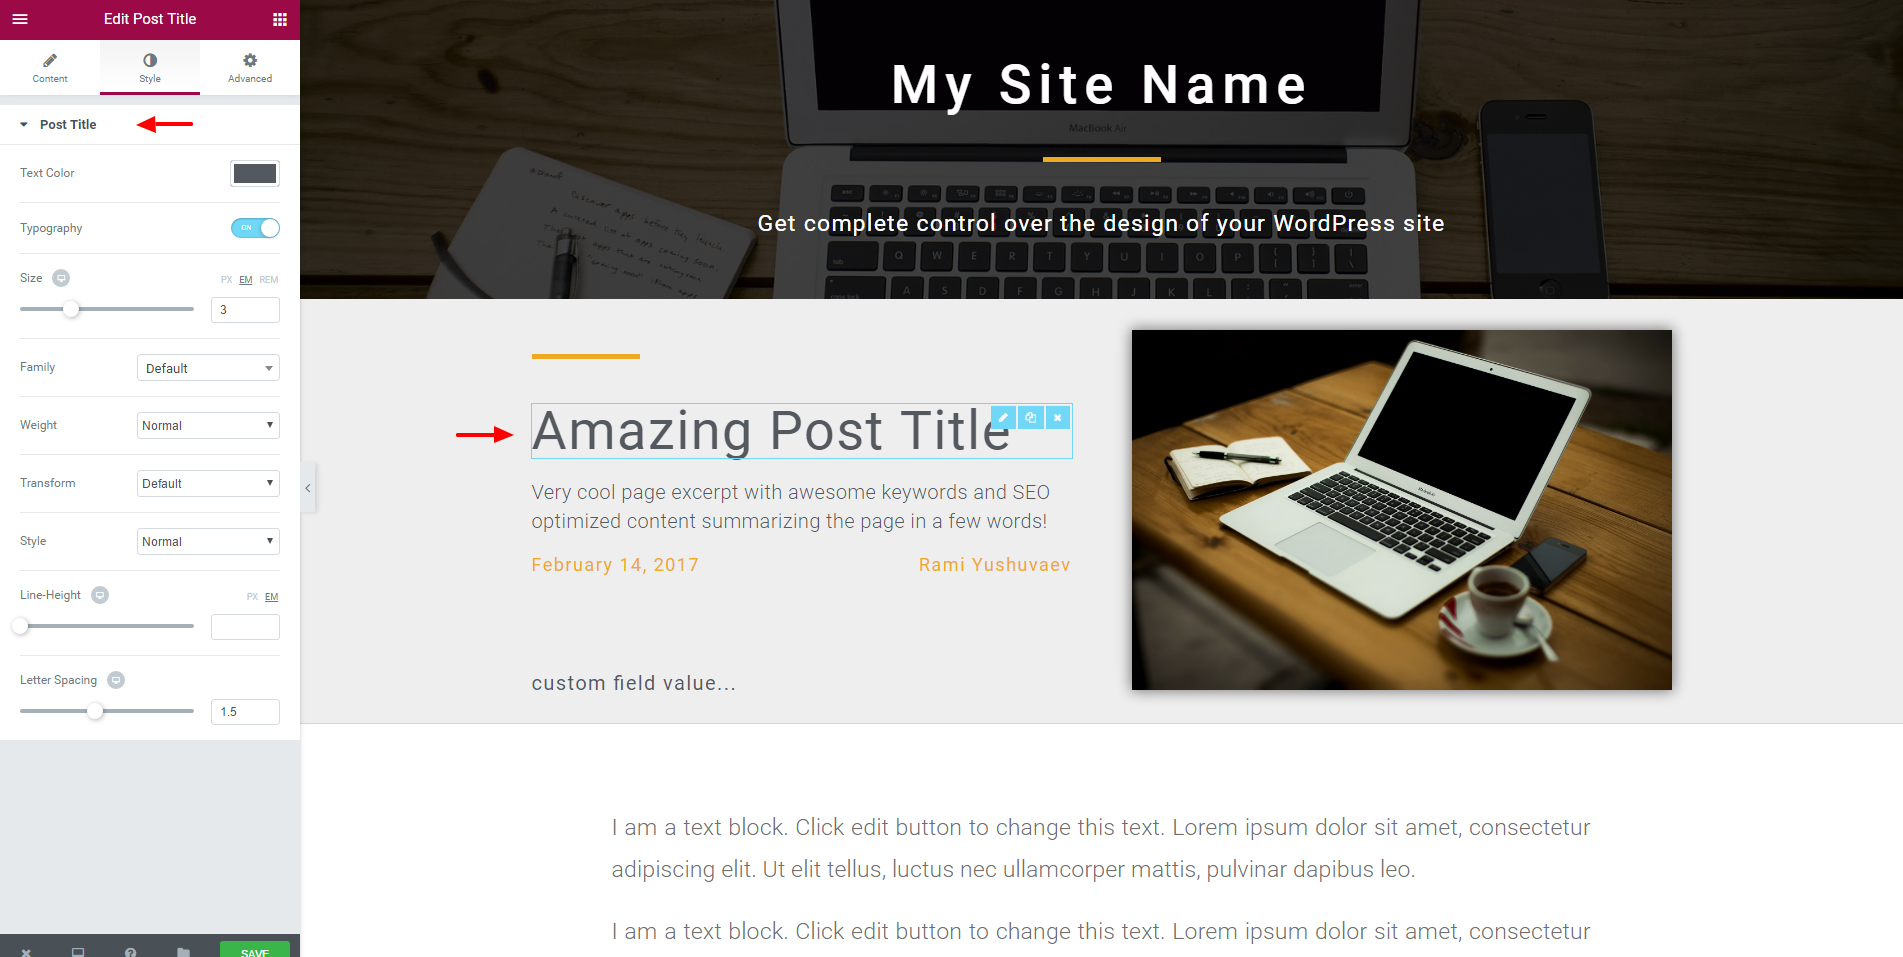 Edit Post Title
Content
Style
Advanced
Post Title
Text Color
Typography
ON
Size
PX EM REM
3
Family
Default
Weight
Normal
Transform
Default
Style
Normal
Line-Height
PX EM
Letter Spacing
1.5
SAVE
My Site Name
MacBook Air
Get complete control over the design of your WordPress site
Q W E R T Y U I O P
A S D F G H J K L
Amazing Post Title
Very cool page excerpt with awesome keywords and SEO
optimized content summarizing the page in a few words!
February 14, 2017
Rami Yushuvaev
custom field value...
I am a text block. Click edit button to change this text. Lorem ipsum dolor sit amet, consectetur
adipiscing elit. Ut elit tellus, luctus nec ullamcorper mattis, pulvinar dapibus leo.
I am a text block. Click edit button to change this text. Lorem ipsum dolor sit amet, consectetur